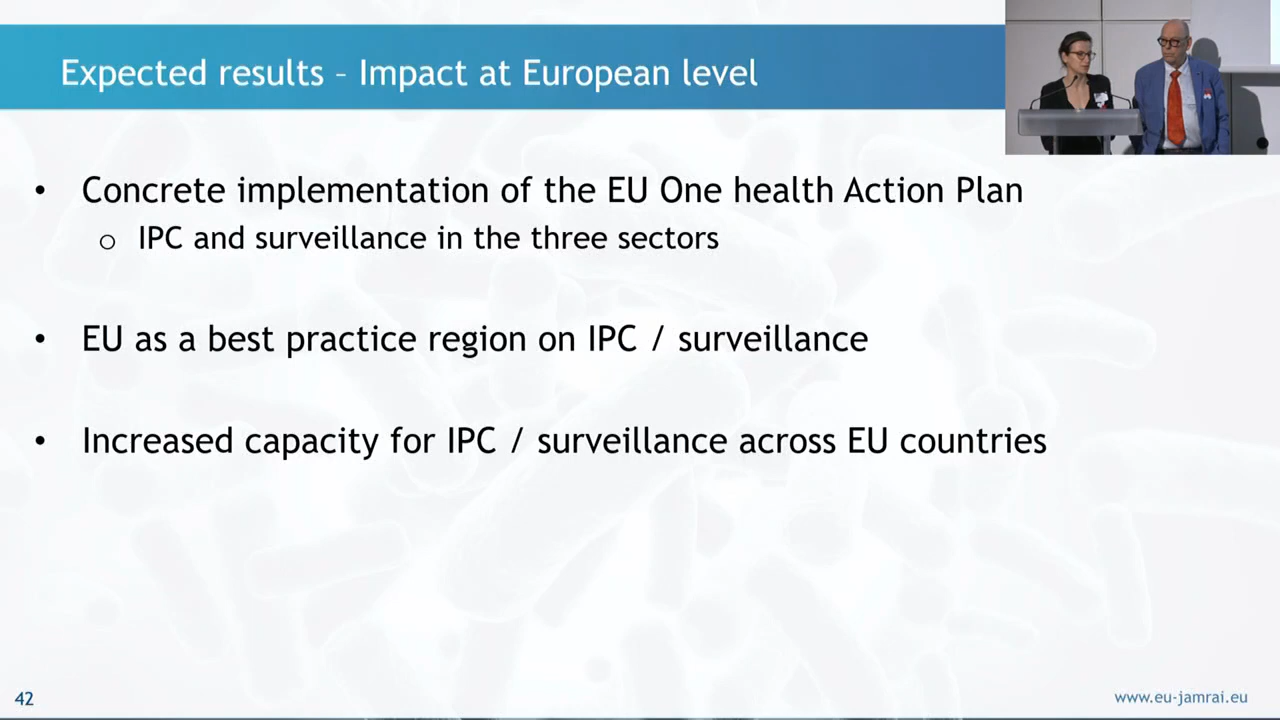 Expected results – Impact at European level
• Concrete implementation of the EU One health Action Plan
o IPC and surveillance in the three sectors
• EU as a best practice region on IPC / surveillance
• Increased capacity for IPC / surveillance across EU countries
42
www.eu-jamrai.eu